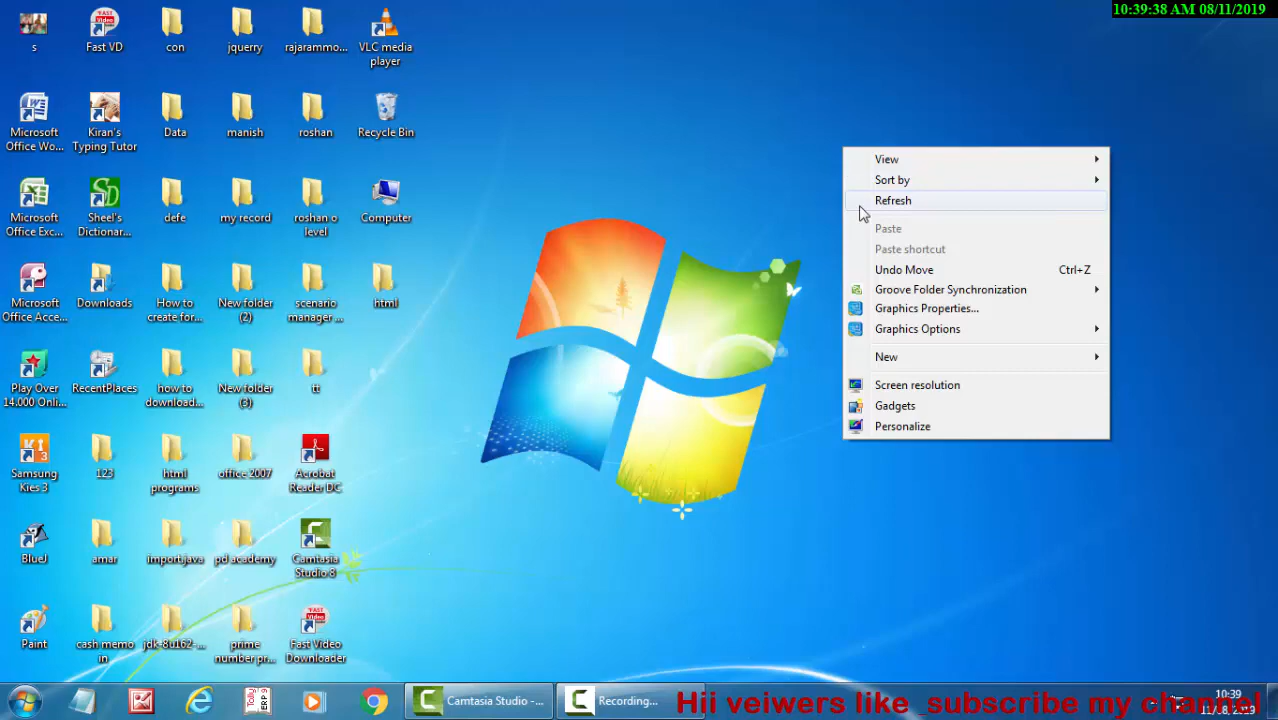 10:39:38 AM 08/11/2019
s
Fast VD
con
jquerry
rajarammo...
VLC media
player
Microsoft
Office Wo...
Kiran's
Typing Tutor
Data
manish
roshan
Recycle Bin
Microsoft
Office Exc...
Sheel's
Dictionar...
defe
my record
roshan o
level
Computer
Microsoft
Office Acce...
Downloads
How to
create for...
New folder
(2)
scenario
manager ...
html
Play Over
14.000 Onli...
RecentPlaces
how to
download...
New folder
(3)
tt
Samsung
Kies 3
123
html
programs
office 2007
Acrobat
Reader DC
BlueJ
amar
import.java
pd academy
Camtasia
Studio 8
Paint
cash memo
in
jdk-8u162-...
prime
number pr...
Fast Video
Downloader
View
Sort by
Refresh
Paste
Paste shortcut
Undo Move Ctrl+Z
Groove Folder Synchronization
Graphics Properties...
Graphics Options
New
Screen resolution
Gadgets
Personalize
Camtasia Studio -...
Recording...
Hii veiwers like subscribe my channel
10:39